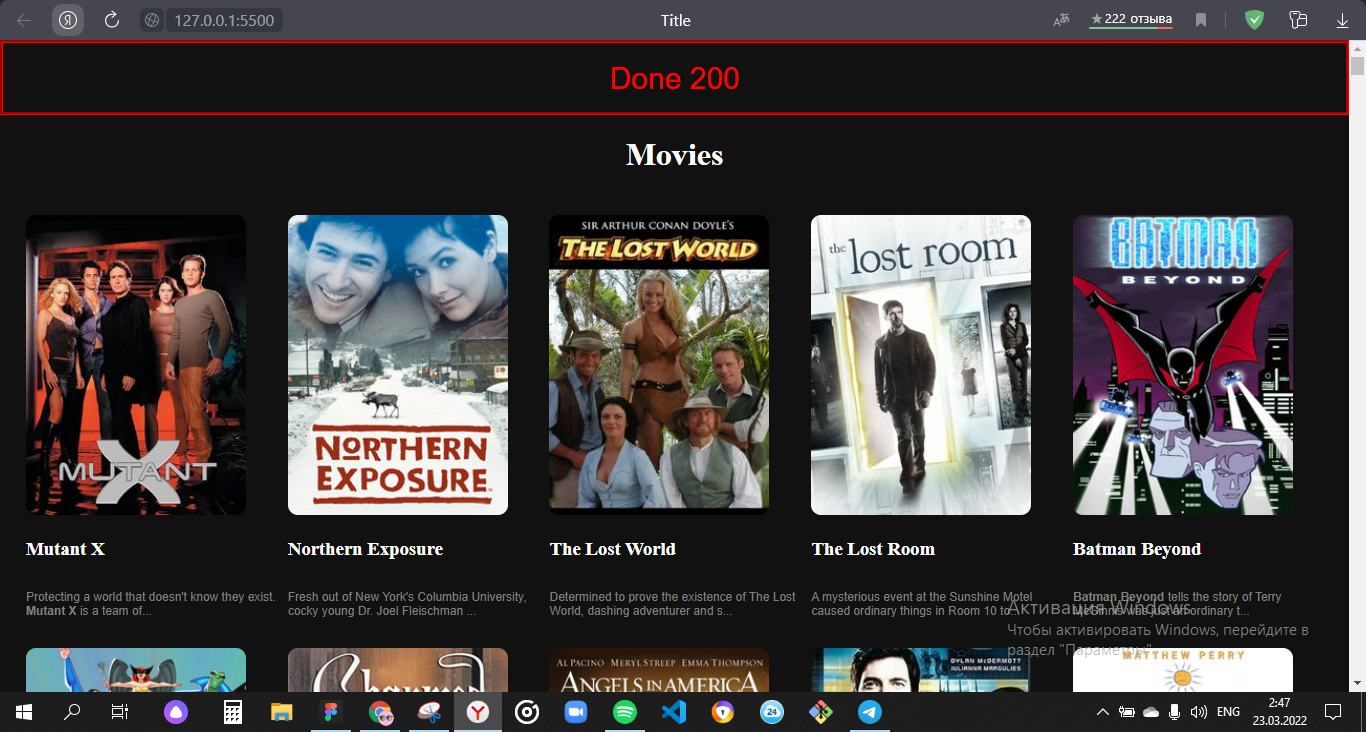 Я
127.0.0.1:5500
Title
★222 отзыва
Done 200
Movies
MUTANT X
NORTHERN EXPOSURE
SIR ARTHUR CONAN DOYLE'S
THE LOST WORLD
the lost room
BATMAN
BEYOND
Mutant X
Northern Exposure
The Lost World
The Lost Room
Batman Beyond
Protecting a world that doesn't know they exist.
Mutant X is a team of...
Fresh out of New York's Columbia University,
cocky young Dr. Joel Fleischman ...
Determined to prove the existence of The Lost
World, dashing adventurer and s...
A mysterious event at the Sunshine Motel
caused ordinary things in Room 10 to
Batman Beyond tells the story of Terry
McGinnis was just an ordinary t...
Активация Windows
Чтобы активировать Windows, перейдите в
раздел "Параметры".
Charmed
AL PACINO MERYL STREEP EMMA THOMPSON
ANGELS IN AMERICA
DYLAN MCDERMOTT
JULIANNA MARGULIES
MATTHEW PERRY
24
ENG
2:47
23.03.2022